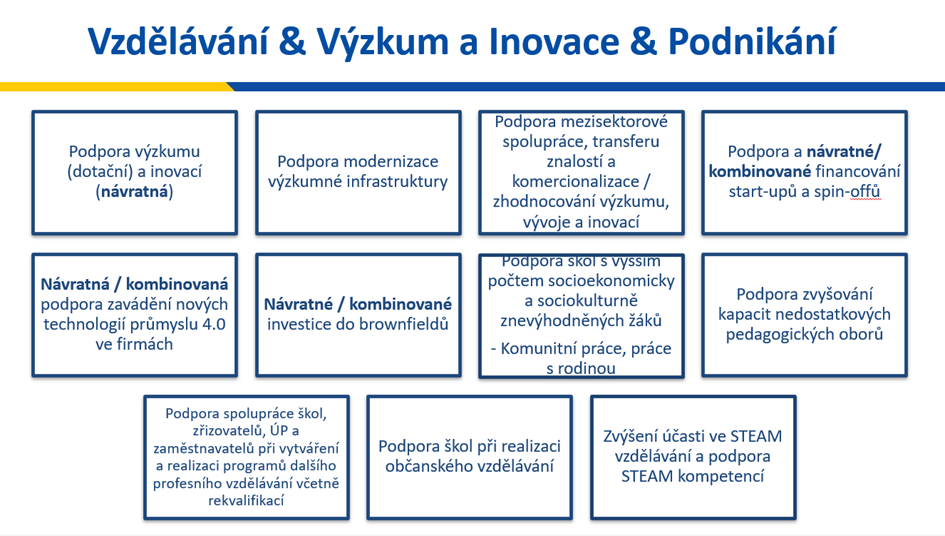 Vzdělávání & Výzkum a Inovace & Podnikání
Podpora výzkumu
(dotační) a inovací
(návratná)
Podpora modernizace
výzkumné infrastruktury
Podpora mezisektorové
spolupráce, transferu
znalostí a
komercionalizace /
zhodnocování výzkumu,
vývoje a inovací
Podpora a návratné/
kombinované financování
start-upů a spin-offů
Návratná / kombinovaná
podpora zavádění nových
technologií průmyslu 4.0
ve firmách
Návratné / kombinované
investice do brownfieldů
Podpora škol s vyšším
počtem socioekonomicky
a sociokulturně
znevýhodněných žáků
- Komunitní práce, práce
s rodinou
Podpora zvyšování
kapacit nedostatkových
pedagogických oborů
Podpora spolupráce škol,
zřizovatelů, ÚP a
zaměstnavatelů při vytváření
a realizaci programů dalšího
profesního vzdělávání včetně
rekvalifikací
Podpora škol při realizaci
občanského vzdělávání
Zvýšení účasti ve STEAM
vzdělávání a podpora
STEAM kompetencí